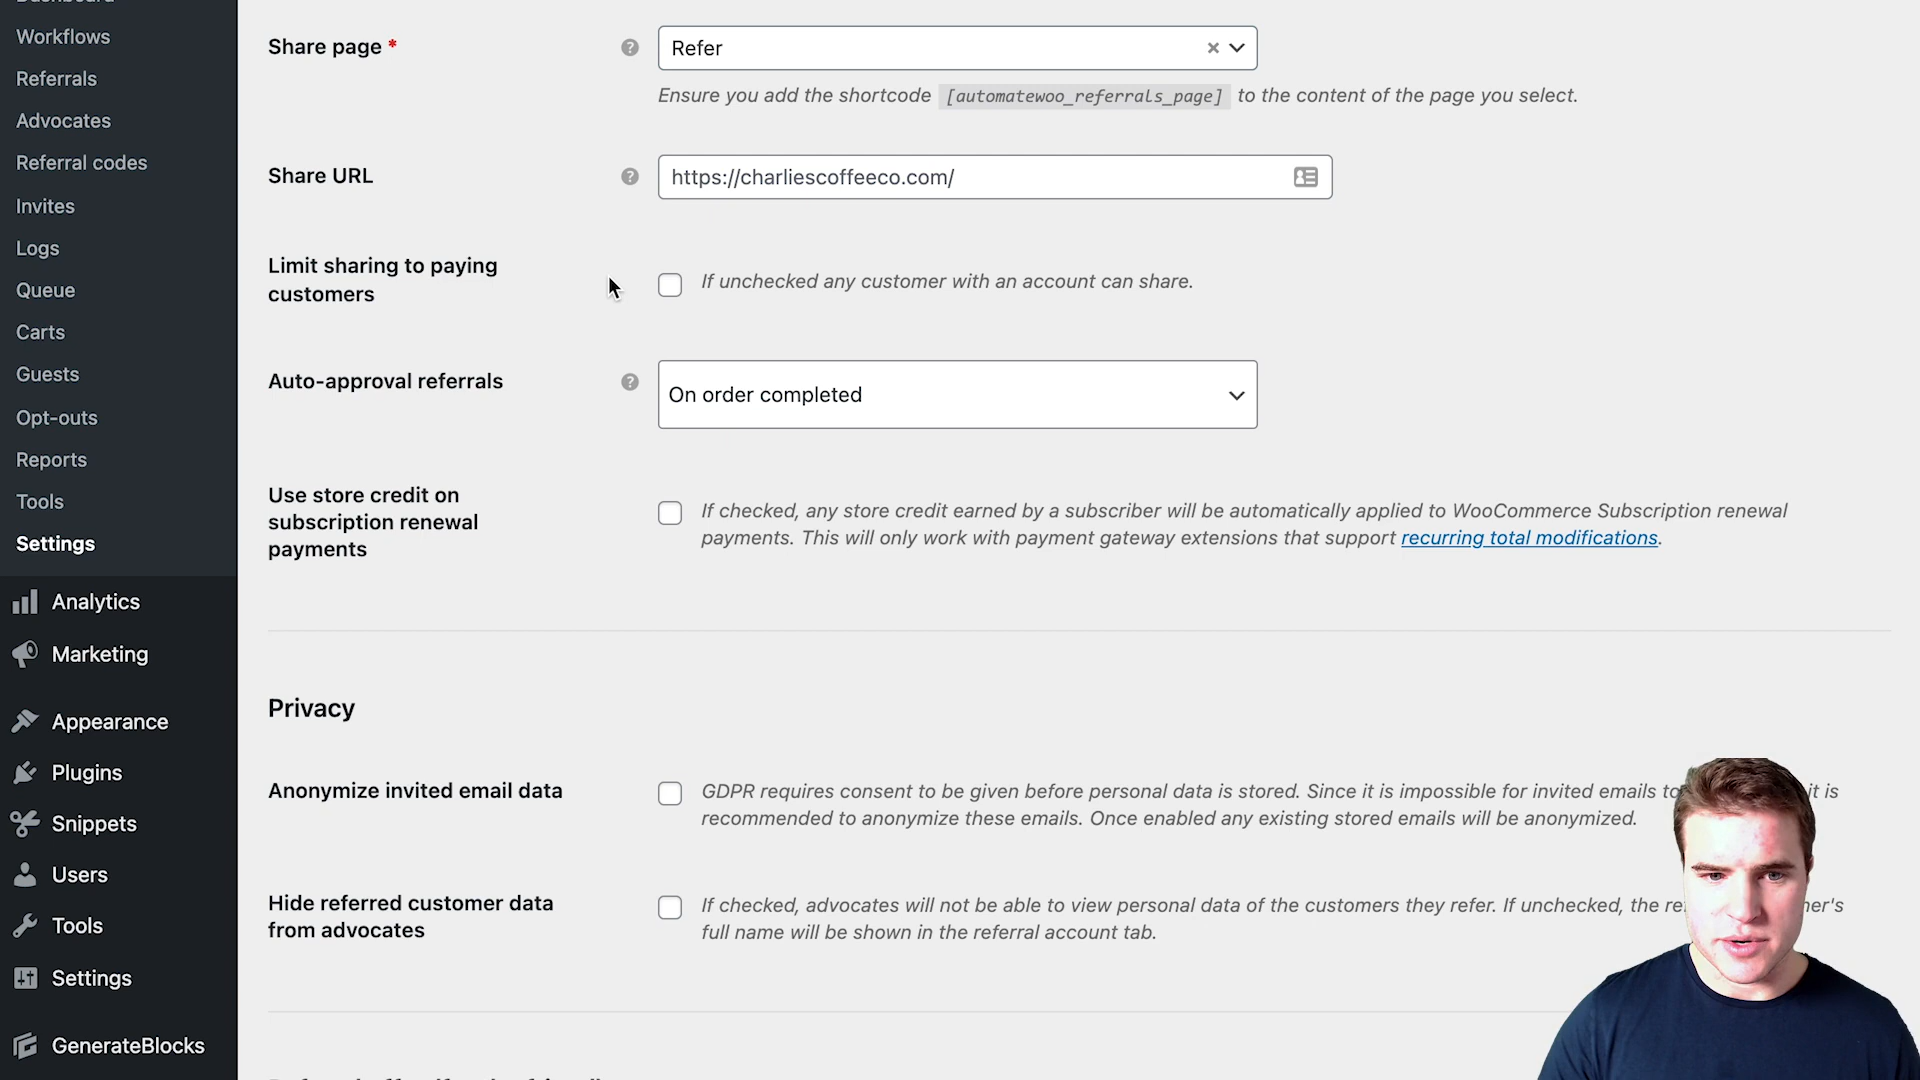 Dashboard
Workflows
Referrals
Advocates
Referral codes
Invites
Logs
Queue
Carts
Guests
Opt-outs
Reports
Tools
Settings
Analytics
Marketing
Appearance
Plugins
Snippets
Users
Tools
Settings
GenerateBlocks
Share page *
Refer
Ensure you add the shortcode [automatewoo_referrals_page] to the content of the page you select.
Share URL
https://charliescoffeeco.com/
Limit sharing to paying
customers
If unchecked any customer with an account can share.
Auto-approval referrals
On order completed
Use store credit on
subscription renewal
payments
If checked, any store credit earned by a subscriber will be automatically applied to WooCommerce Subscription renewal
payments. This will only work with payment gateway extensions that support recurring total modifications.
Privacy
Anonymize invited email data
GDPR requires consent to be given before personal data is stored. Since it is impossible for invited emails to it is
recommended to anonymize these emails. Once enabled any existing stored emails will be anonymized.
Hide referred customer data
from advocates
If checked, advocates will not be able to view personal data of the customers they refer. If unchecked, the
full name will be shown in the referral account tab.